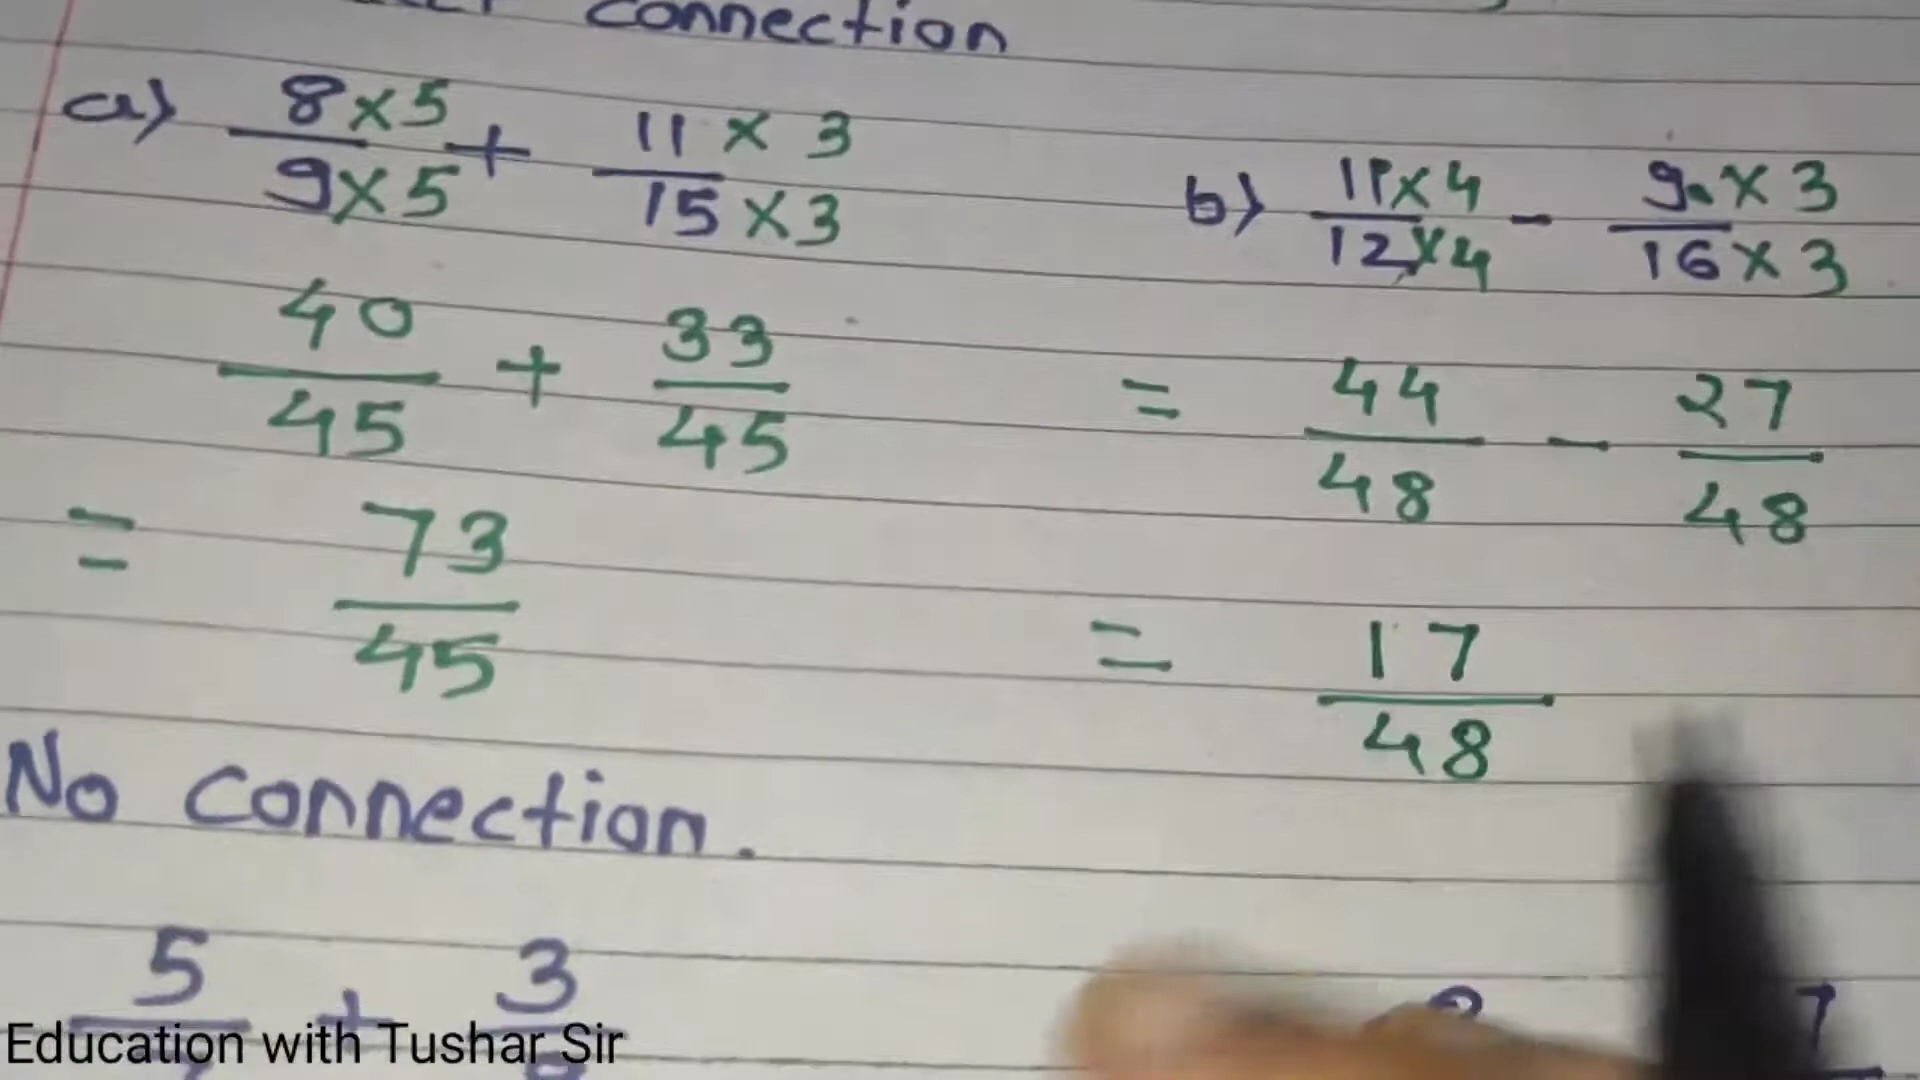 connection
a) 8×5/9×5 + 11×3/15×3
40/45 + 33/45
= 73/45
b) 11×4/12×4 - 9×3/16×3
= 44/48 - 27/48
= 17/48
No connection.
5 + 3
Education with Tushar Sir